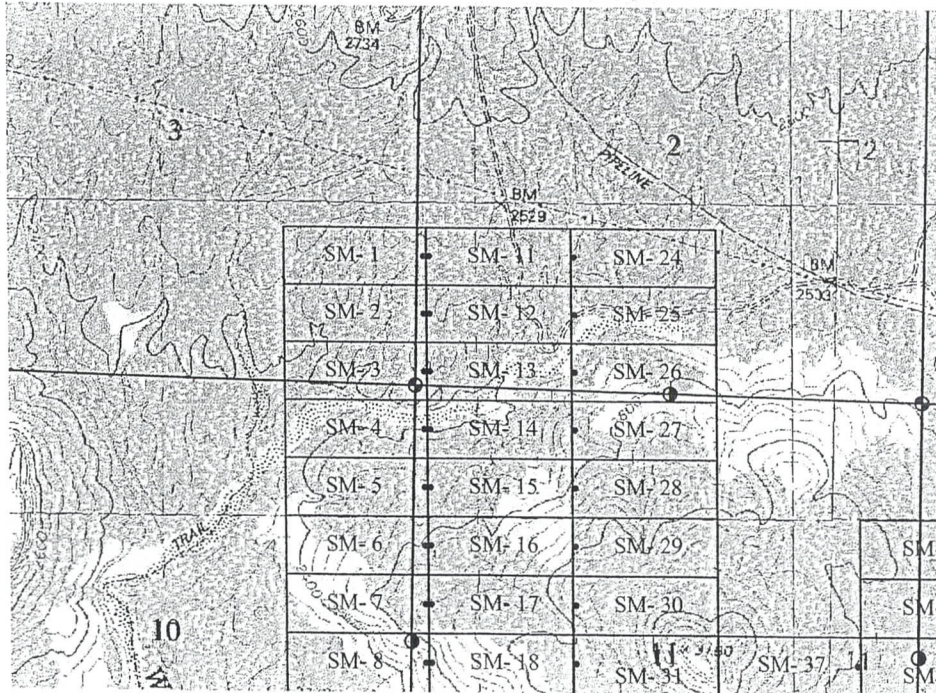 BM
2734
3
2
2
PIPELINE
BM
2529
SM- 1 SM- 11 SM- 24
BM
2503
SM- 2 SM- 12 SM- 25
SM- 3 SM- 13 SM- 26
SM- 4 SM- 14 SM- 27
SM- 5 SM- 15 SM- 28
TRAIL
SM- 6 SM- 16 SM- 29 SM-
SM- 7 SM- 17 SM- 30 SM-
10
11
SM- 8 SM- 18 SM- 31 SM- 37 SM-